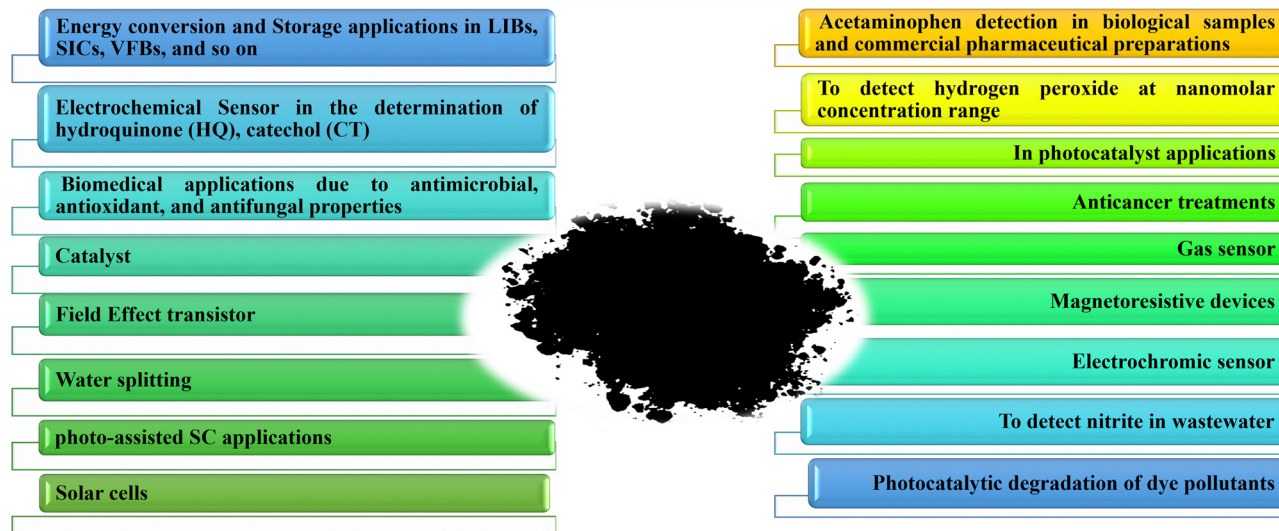 Energy conversion and Storage applications in LIBs,
SICs, VFBs, and so on
Electrochemical Sensor in the determination of
hydroquinone (HQ), catechol (CT)
Biomedical applications due to antimicrobial,
antioxidant, and antifungal properties
Catalyst
Field Effect transistor
Water splitting
photo-assisted SC applications
Solar cells
Acetaminophen detection in biological samples
and commercial pharmaceutical preparations
To detect hydrogen peroxide at nanomolar
concentration range
In photocatalyst applications
Anticancer treatments
Gas sensor
Magnetoresistive devices
Electrochromic sensor
To detect nitrite in wastewater
Photocatalytic degradation of dye pollutants